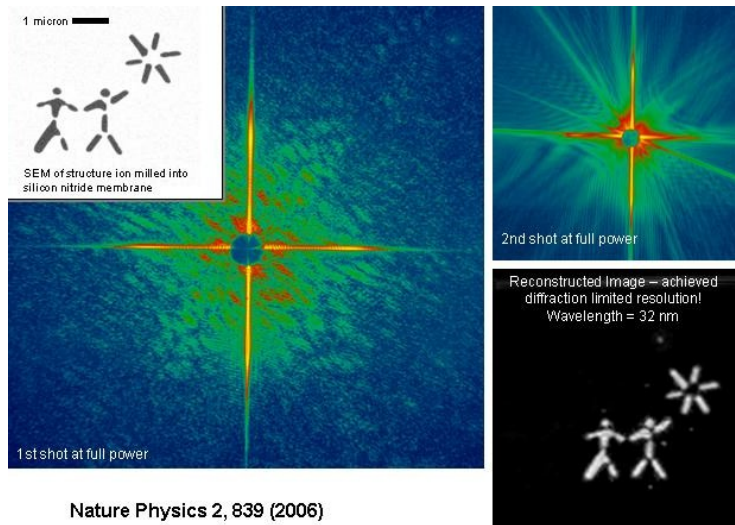 1 micron
SEM of structure ion milled into
silicon nitride membrane
1st shot at full power
2nd shot at full power
Reconstructed Image – achieved
diffraction limited resolution!
Wavelength = 32 nm
Nature Physics 2, 839 (2006)